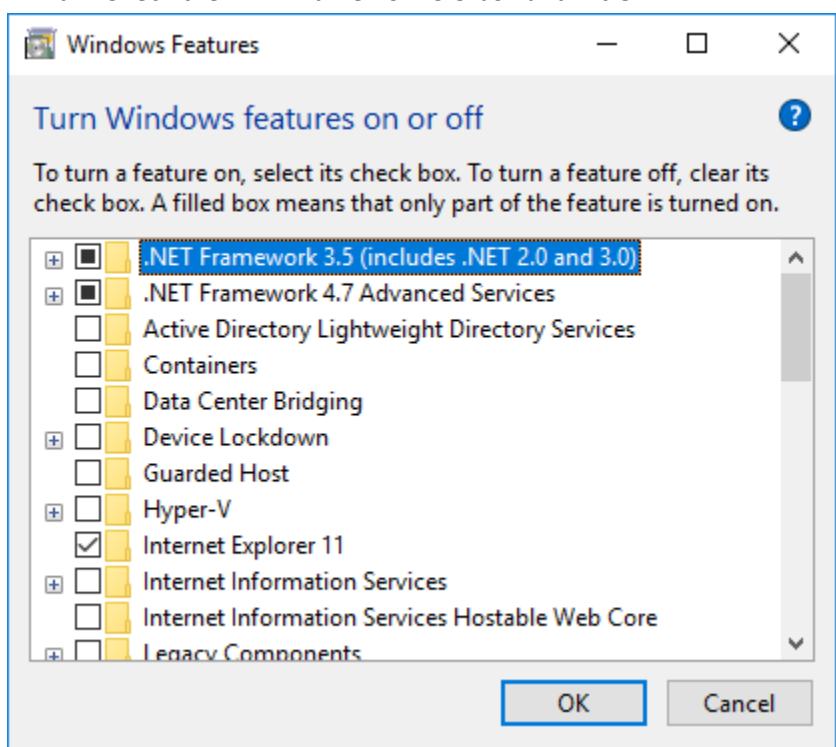 Windows Features
Turn Windows features on or off
To turn a feature on, select its check box. To turn a feature off, clear its
check box. A filled box means that only part of the feature is turned on.
.NET Framework 3.5 (includes .NET 2.0 and 3.0)
.NET Framework 4.7 Advanced Services
Active Directory Lightweight Directory Services
Containers
Data Center Bridging
Device Lockdown
Guarded Host
Hyper-V
Internet Explorer 11
Internet Information Services
Internet Information Services Hostable Web Core
Legacy Components
OK Cancel